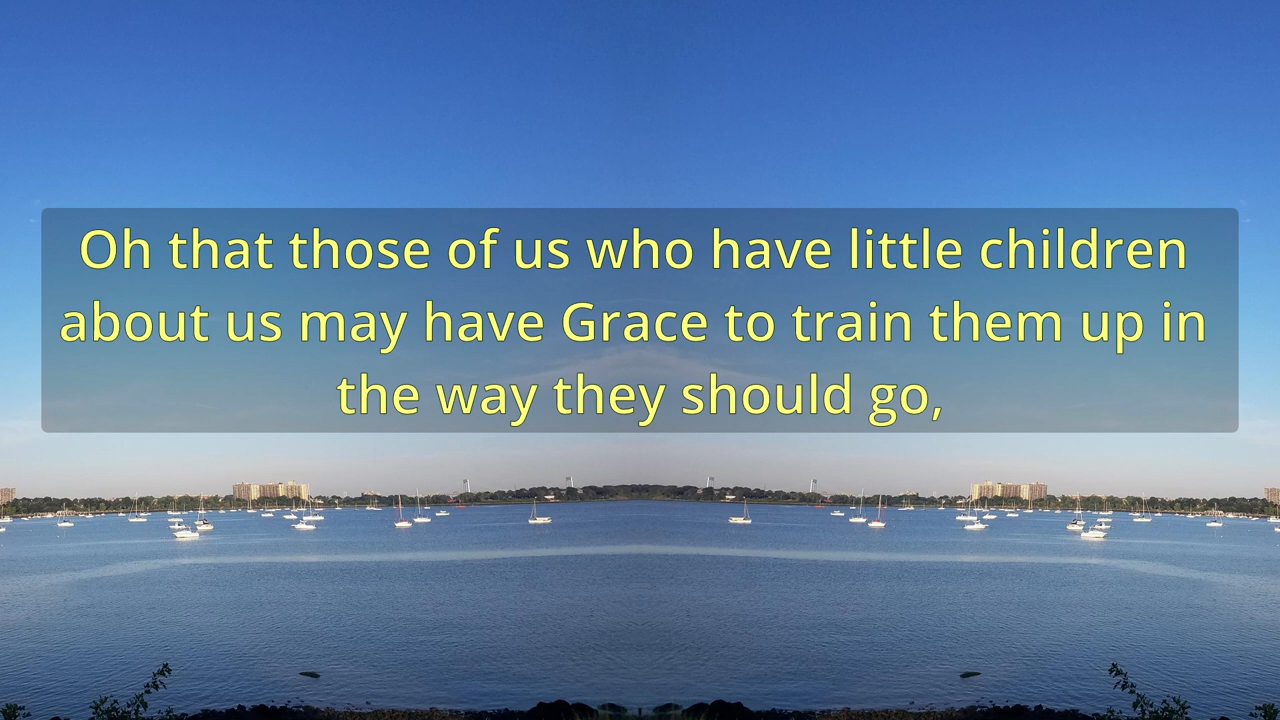 Oh that those of us who have little children
about us may have Grace to train them up in
the way they should go,